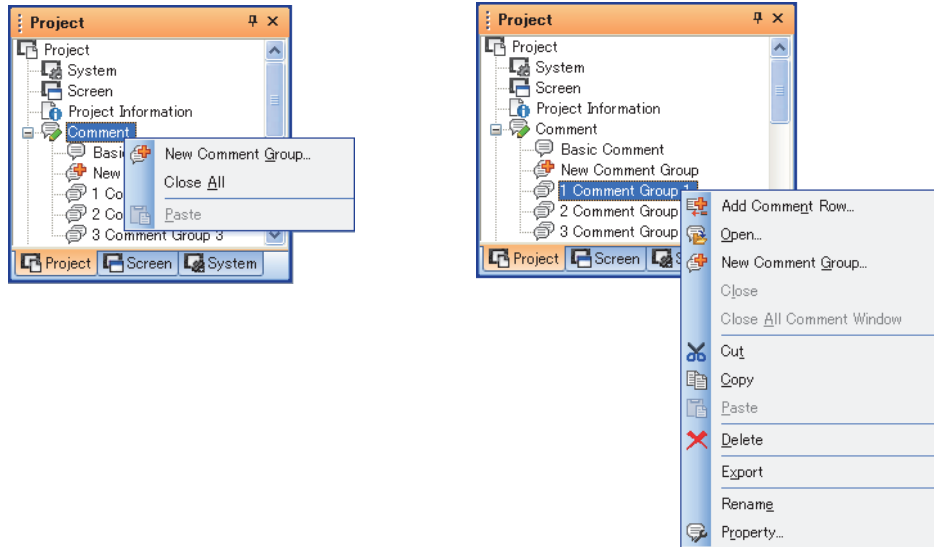 Project
Project
System
Screen
Project Information
Comment
Basi
New
1 Co
2 Co
3 Comment Group 3
New Comment Group...
Close All
Paste
Project Screen System
Project
Project
System
Screen
Project Information
Comment
Basic Comment
New Comment Group
1 Comment Group 1
2 Comment Group
3 Comment Group
Project Screen S
Add Comment Row...
Open...
New Comment Group...
Close
Close All Comment Window
Cut
Copy
Paste
Delete
Export
Rename
Property...